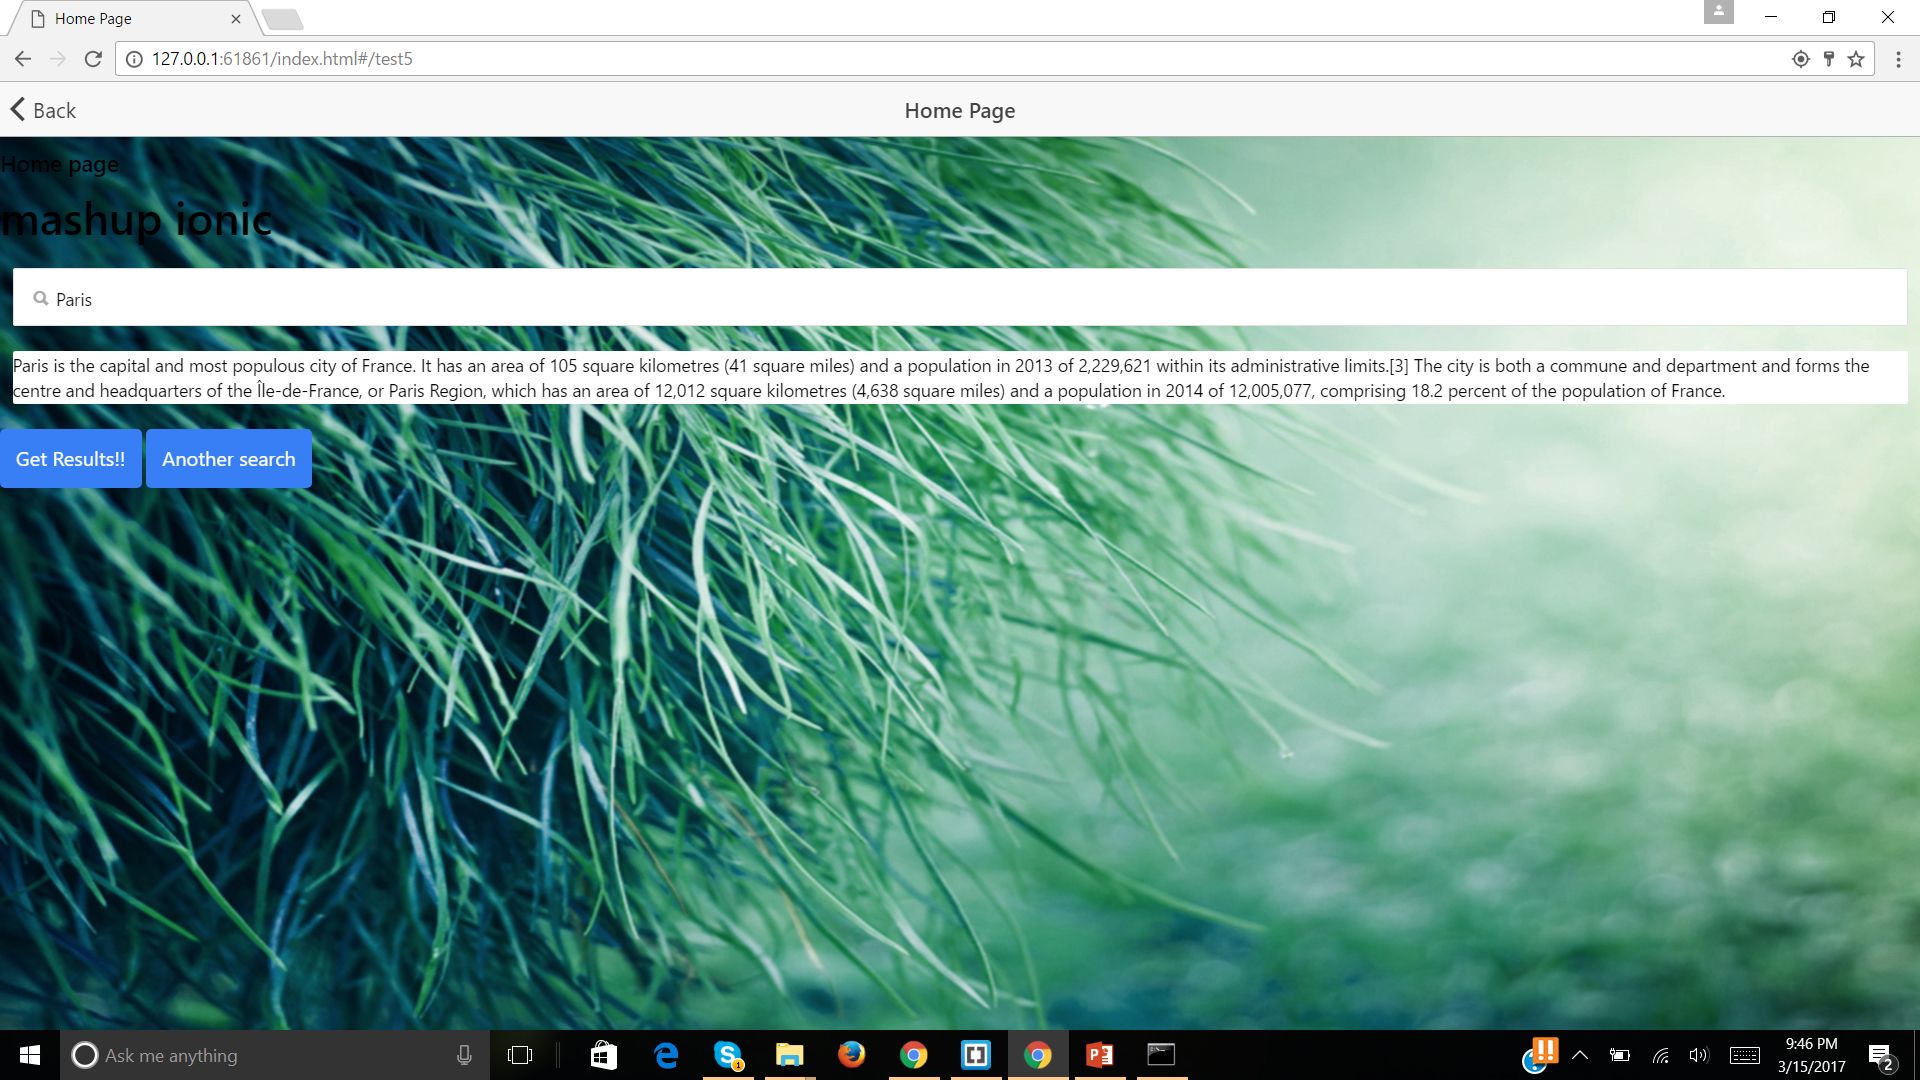 Home Page
127.0.0.1:61861/index.html#/test5
Back
Home Page
Home page
mashup ionic
Paris
Paris is the capital and most populous city of France. It has an area of 105 square kilometres (41 square miles) and a population in 2013 of 2,229,621 within its administrative limits.[3] The city is both a commune and department and forms the
centre and headquarters of the Île-de-France, or Paris Region, which has an area of 12,012 square kilometres (4,638 square miles) and a population in 2014 of 12,005,077, comprising 18.2 percent of the population of France.
Get Results!! Another search
Ask me anything
1
9:46 PM
3/15/2017
2